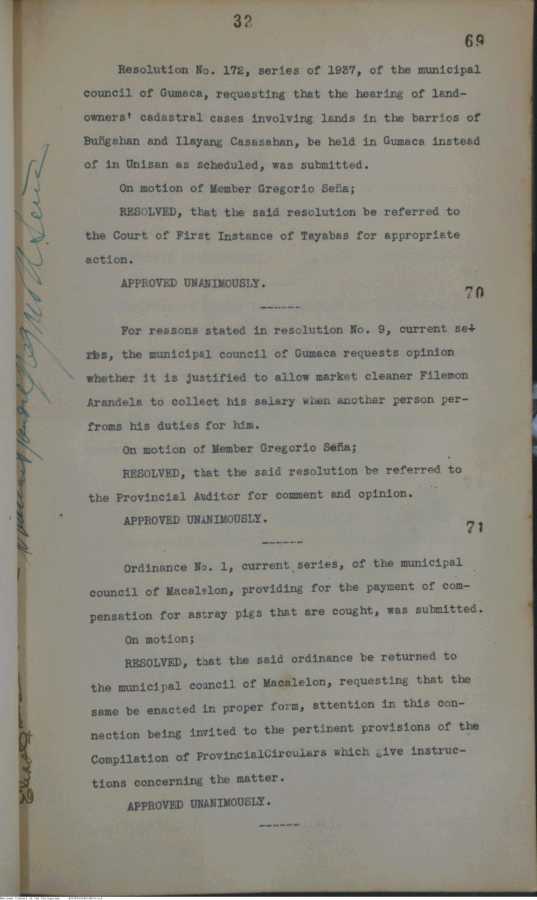 32
69
Resolution No. 172, series of 1937, of the municipal
council of Gumaca, requesting that the hearing of land-
owners' cadastral cases involving lands in the barrios of
Buñgahan and Ilayang Casasahan, be held in Gumaca instead
of in Unisan as scheduled, was submitted.
On motion of Member Gregorio Seña;
RESOLVED, that the said resolution be referred to
the Court of First Instance of Tayabas for appropriate
action.
APPROVED UNANIMOUSLY.
70
For reasons stated in resolution No. 9, current se-
ries, the municipal council of Gumaca requests opinion
whether it is justified to allow market cleaner Filemon
Arandela to collect his salary when another person per-
froms his duties for him.
On motion of Member Gregorio Seña;
RESOLVED, that the said resolution be referred to
the Provincial Auditor for comment and opinion.
APPROVED UNANIMOUSLY.
71
Ordinance No. 1, current series, of the municipal
council of Macalelon, providing for the payment of com-
pensation for astray pigs that are cought, was submitted.
On motion;
RESOLVED, that the said ordinance be returned to
the municipal council of Macalelon, requesting that the
same be enacted in proper form, attention in this con-
nection being invited to the pertinent provisions of the
Compilation of ProvincialCirculars which give instruc-
tions concerning the matter.
APPROVED UNANIMOUSLY.